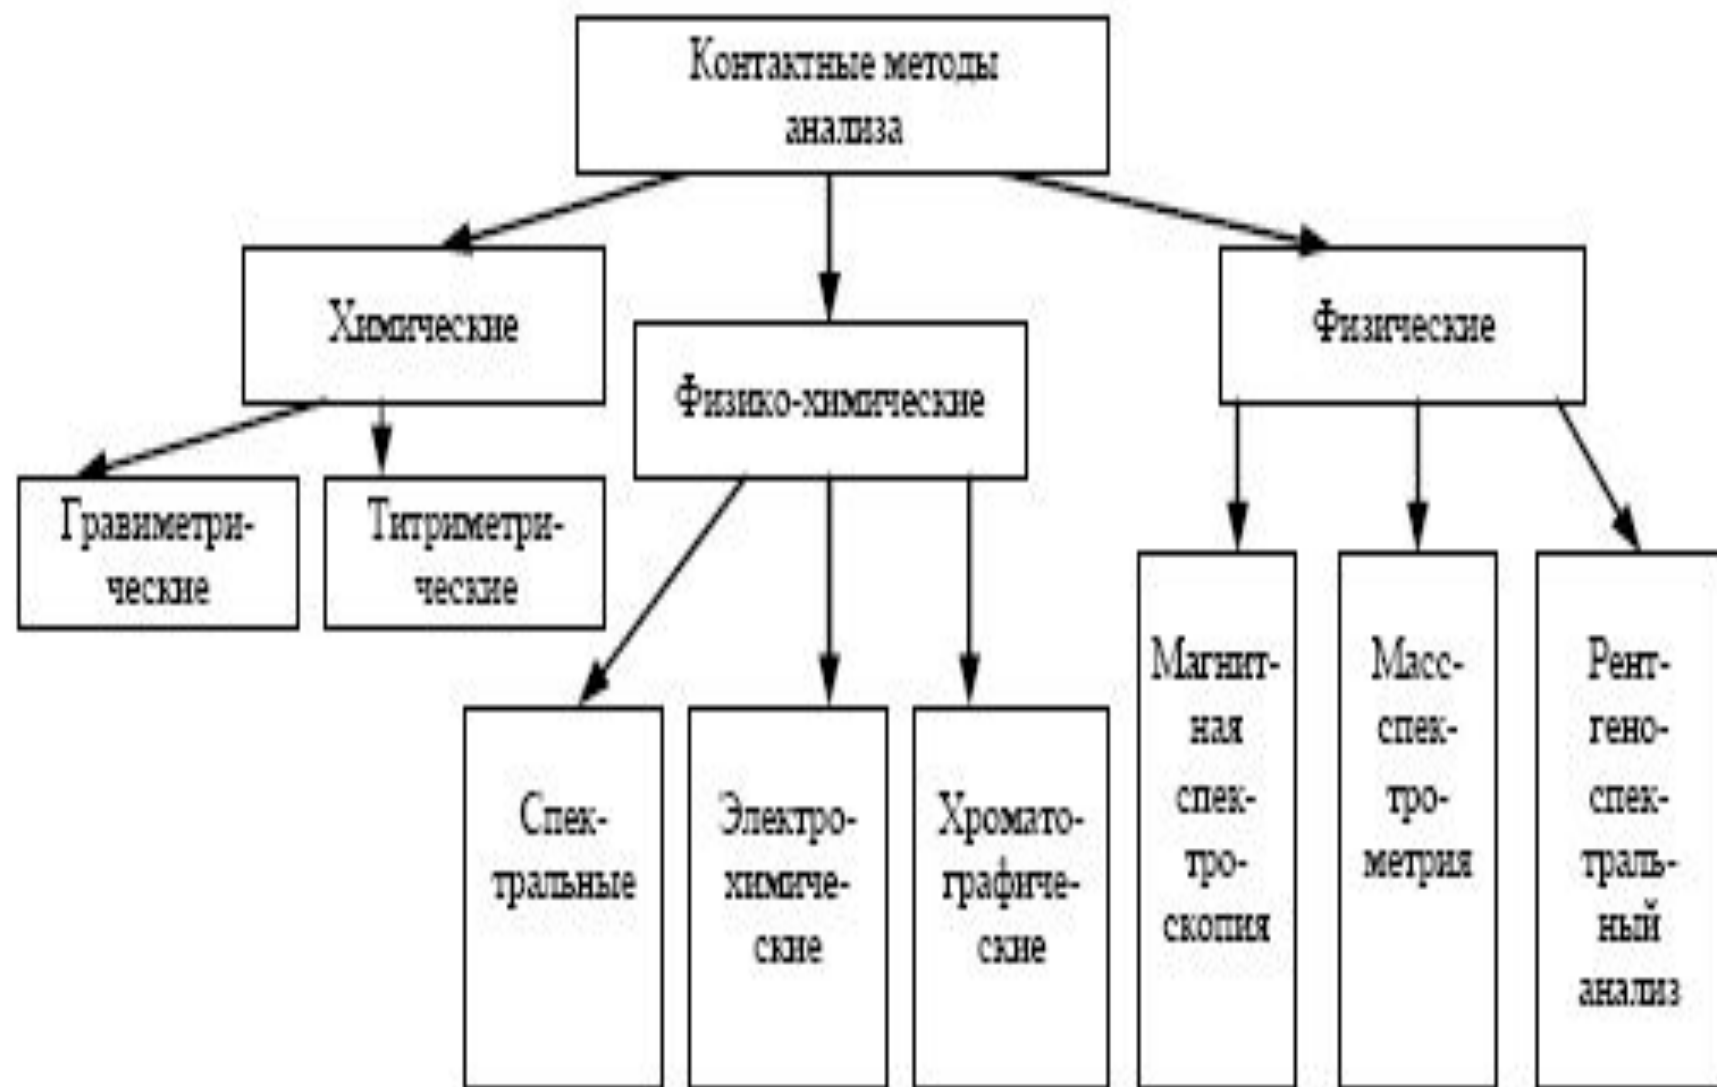 Контактные методы
анализа
Химические
Физико-химические
Физические
Гравиметри-
ческие
Титриметри-
ческие
Спек-
тральные
Электро-
химиче-
ские
Хромато-
графиче-
ские
Магнит-
ная
спек-
тро-
скопия
Масс-
спек-
тро-
метрия
Рент-
гено-
спек-
траль-
ный
анализ